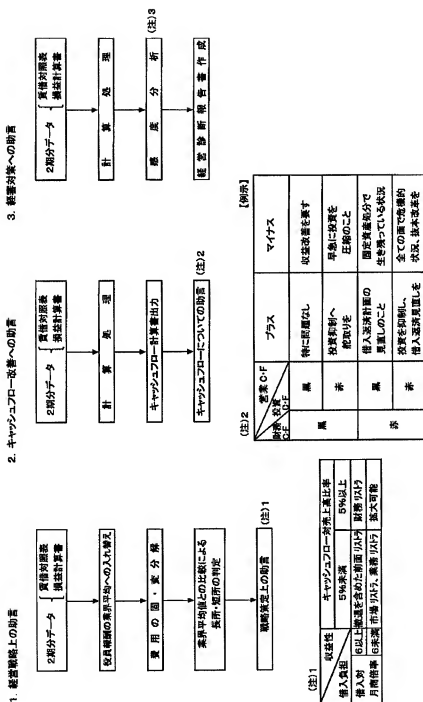 1. 経営戦略上の助言
2期分データ 貸借対照表
損益計算書
役員報酬の業界平均への入れ替え
費用の固・変分解
業界平均値との比較による
長所・短所の判定
戦略策定上の助言 (注)1
(注)1
収益性
借入負担
キャッシュフロー対売上高比率
5%未満 5%以上
借入対
月商倍率
6以上 撤退を含めた前面リストラ 財務リストラ
6未満 市場リストラ、業務リストラ 拡大可能
2. キャッシュフロー改善への助言
2期分データ 貸借対照表
損益計算書
計算処理
キャッシュフロー計算書出力
キャッシュフローについての助言 (注)2
(注)2
[例示]
営業C・F
投資C・F
財務C・F
プラス マイナス
黒 黒 特に問題なし 収益改善を要す
赤 投資抑制へ
舵取りを
早急に投資を
圧縮のこと
赤 黒 借入返済計画の
見直しのこと
固定資産処分で
生き残っている状況
赤 投資を抑制し、
借入返済見直しを
全ての面で危機的
状況、抜本改革を
3. 経審対策への助言
2期分データ 貸借対照表
損益計算書
計算処理
感度分析 (注)3
経営診断報告書作成